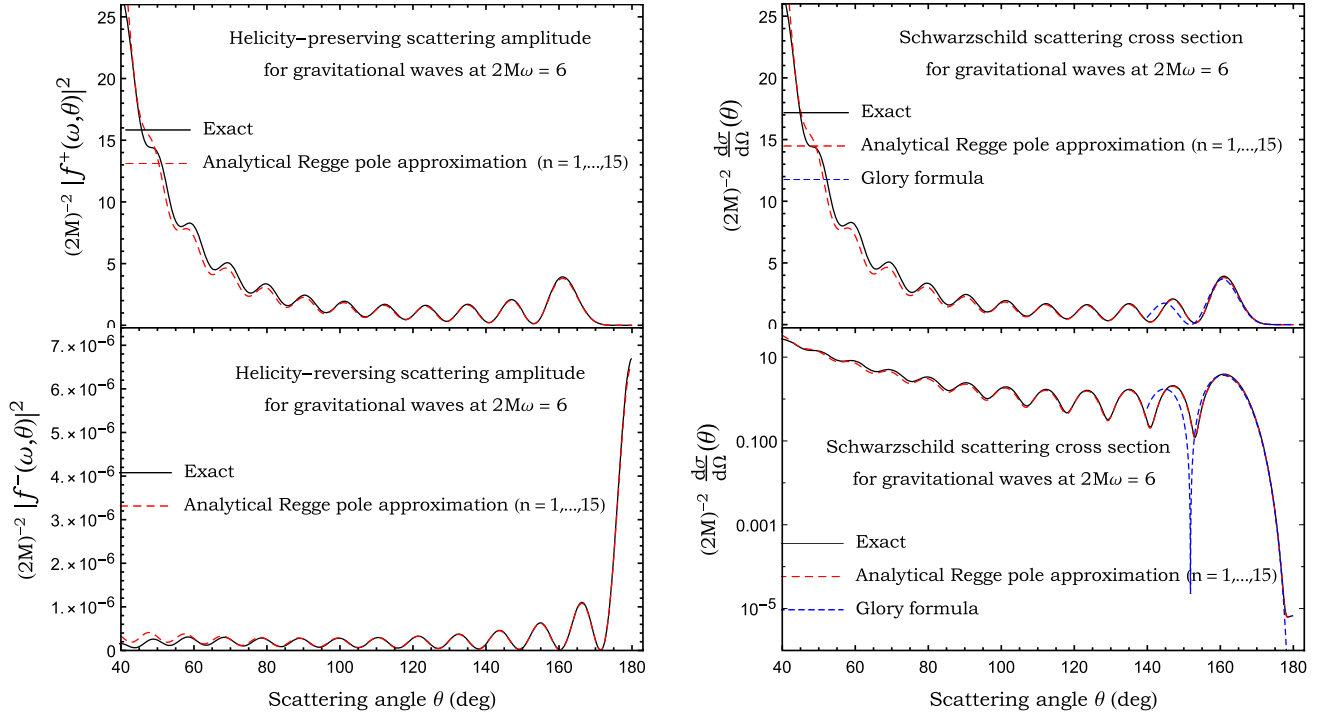 25
20
15
10
5
0
(2M)⁻² |f⁺(ω,θ)|²
Helicity−preserving scattering amplitude
for gravitational waves at 2Mω = 6
Exact
Analytical Regge pole approximation (n = 1,...,15)
7.×10⁻⁶
6.×10⁻⁶
5.×10⁻⁶
4.×10⁻⁶
3.×10⁻⁶
2.×10⁻⁶
1.×10⁻⁶
0
(2M)⁻² |f⁻(ω,θ)|²
Helicity−reversing scattering amplitude
for gravitational waves at 2Mω = 6
Exact
Analytical Regge pole approximation (n = 1,...,15)
40 60 80 100 120 140 160 180
Scattering angle θ (deg)
25
20
15
10
5
0
(2M)⁻² dσ/dΩ(θ)
Schwarzschild scattering cross section
for gravitational waves at 2Mω = 6
Exact
Analytical Regge pole approximation (n = 1,...,15)
Glory formula
10
0.100
0.001
10⁻⁵
(2M)⁻² dσ/dΩ(θ)
Schwarzschild scattering cross section
for gravitational waves at 2Mω = 6
Exact
Analytical Regge pole approximation (n = 1,...,15)
Glory formula
40 60 80 100 120 140 160 180
Scattering angle θ (deg)